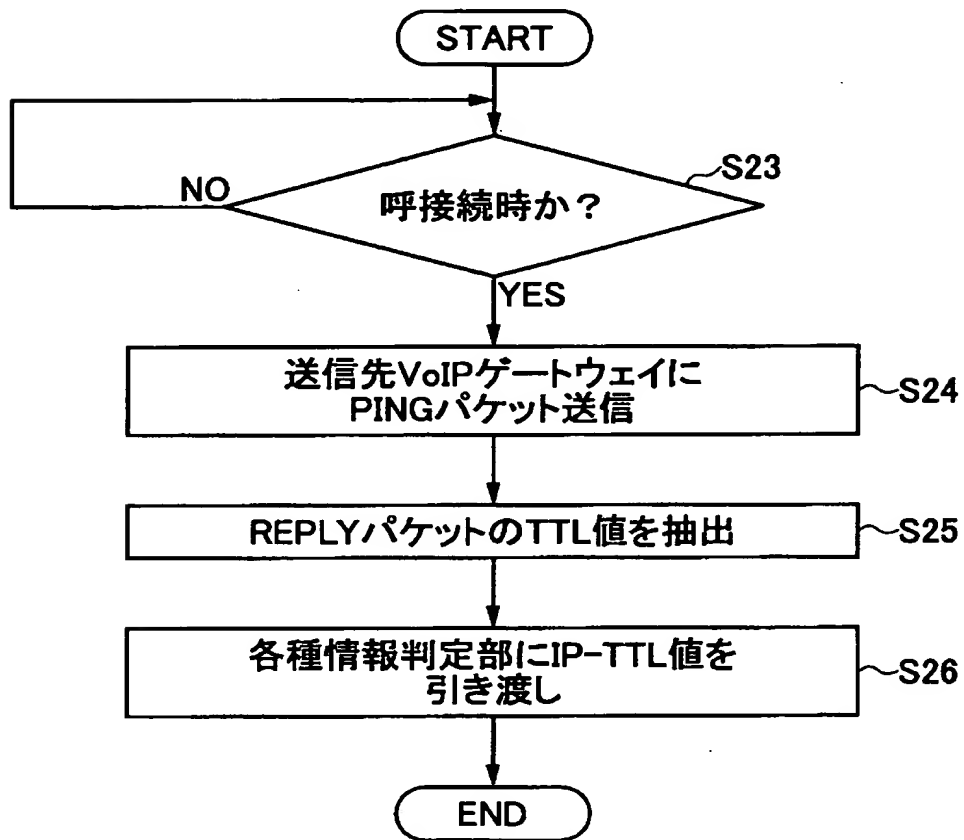 START
S23
NO
呼接続時か？
YES
送信先VoIPゲートウェイに
PINGパケット送信
S24
REPLYパケットのTTL値を抽出
S25
各種情報判定部にIP-TTL値を
引き渡し
S26
END